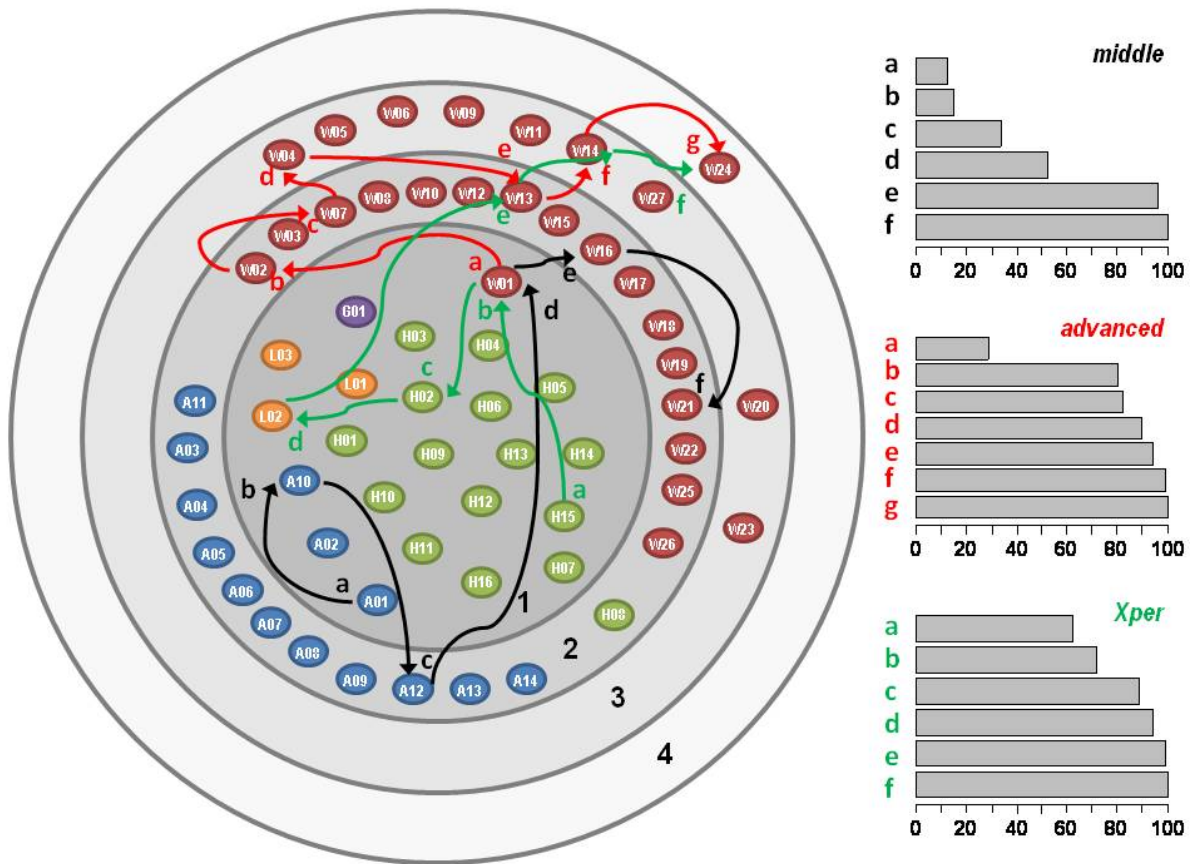 W06
W09
W05
W11
W04
e
W14
g
W24
d
f
W08
W10
W12
W13
W27
f
W07
e
c
W03
W15
W02
b
a
W16
e
W01
W17
b
d
G01
H03
W18
H04
L03
c
W19
L01
H05
A11
H02
f
L02
H06
W21
W20
d
H01
A03
H09
H13
H14
W22
b
A10
a
W25
H10
H12
A04
H15
W23
A02
H11
W26
A05
a
H07
H16
A06
A01
1
H08
A07
2
A08
c
A09
A12
A13
A14
3
4
middle
a
b
c
d
e
f
0 20 40 60 80 100
advanced
a
b
c
d
e
f
g
0 20 40 60 80 100
Xper
a
b
c
d
e
f
0 20 40 60 80 100